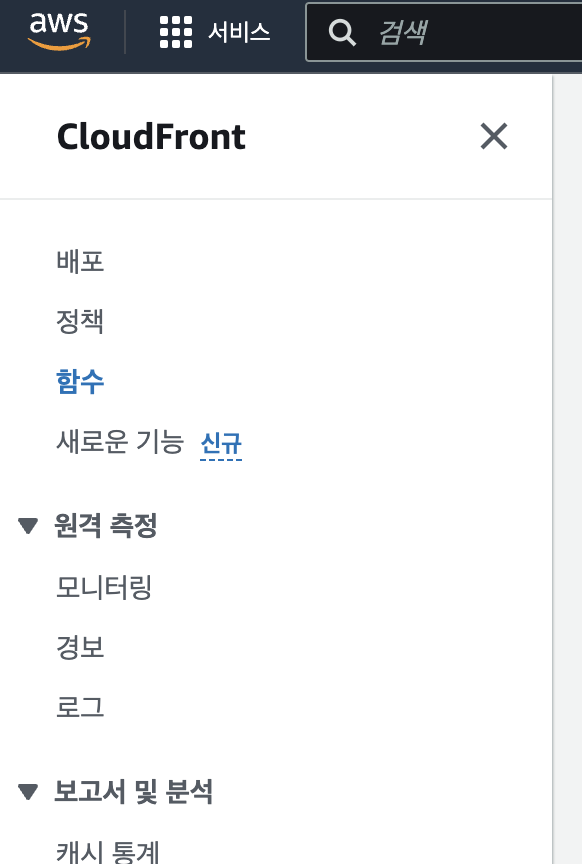 aws 서비스 검색
CloudFront
배포
정책
함수
새로운 기능 신규
원격 측정
모니터링
경보
로그
보고서 및 분석
캐시 통계